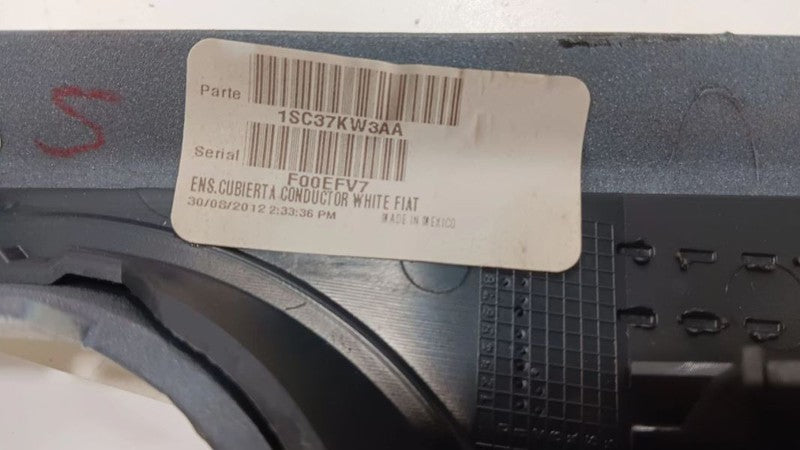 S
Parte
1SC37KW3AA
Serial
F00EFV7
ENS.CUBIERTA CONDUCTOR WHITE FIAT
30/08/2012 2:33:36 PM
MADE IN MEXICO